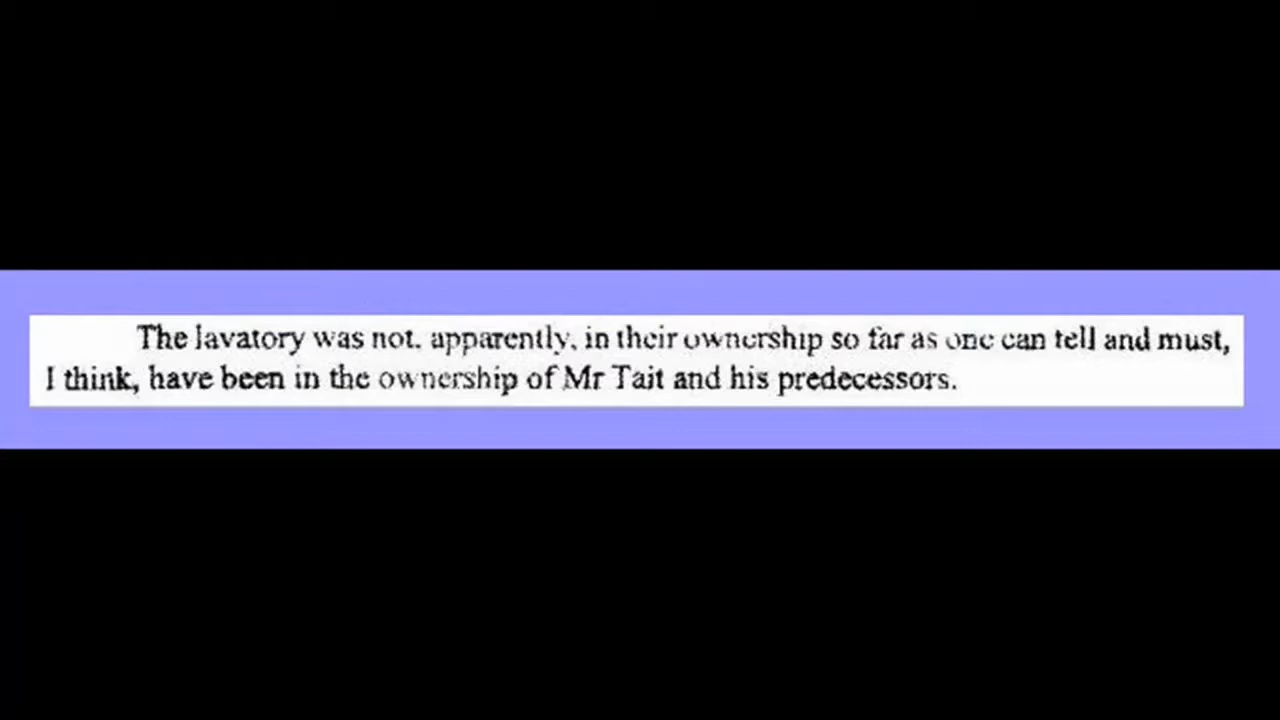 The lavatory was not, apparently, in their ownership so far as one can tell and must,
I think, have been in the ownership of Mr Tait and his predecessors.